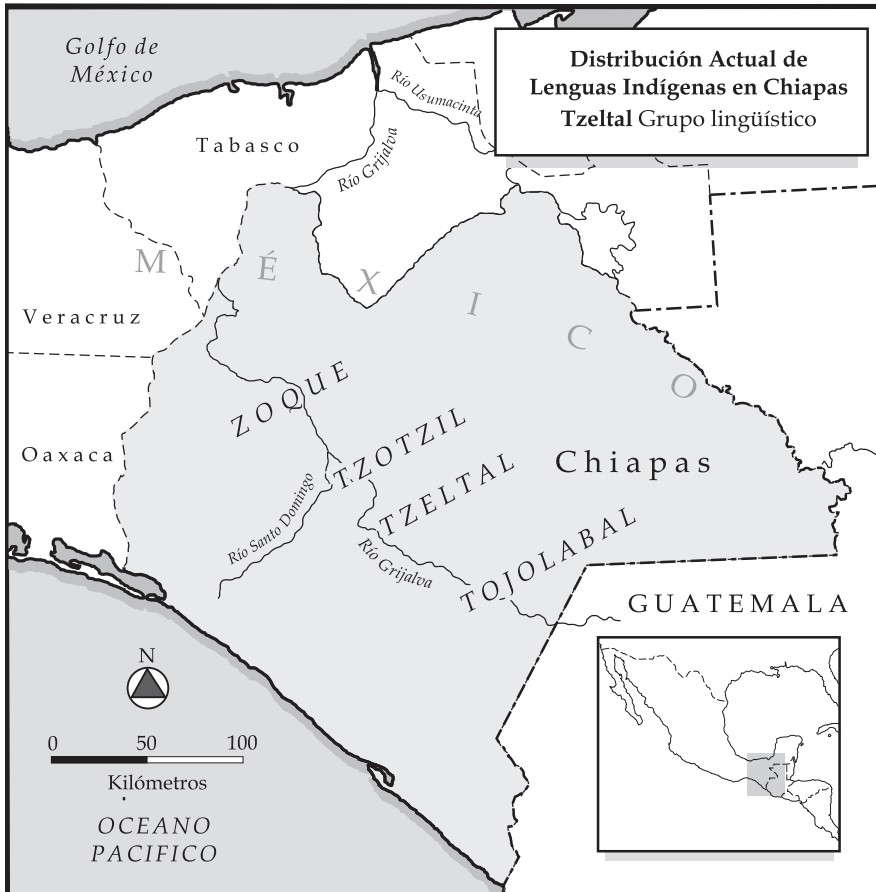 Golfo de
México
Distribución Actual de
Lenguas Indígenas en Chiapas
Tzeltal Grupo lingüístico
Río Usumacinta
Tabasco
Río Grijalva
MÉXICO
Veracruz
ZOQUE
Oaxaca
TZOTZIL
Chiapas
TZELTAL
Río Santo Domingo
Río Grijalva
TOJOLABAL
GUATEMALA
N
0 50 100
Kilómetros
OCEANO
PACIFICO